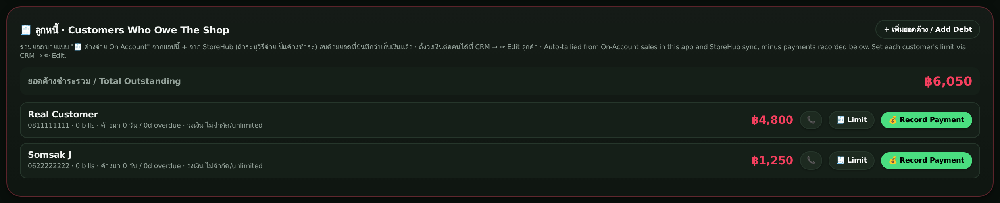 🧾 ลูกหนี้ · Customers Who Owe The Shop
+ เพิ่มยอดค้าง / Add Debt
รวมยอดขายแบบ "🧾 ค้างจ่าย On Account" จากแอปนี้ + จาก StoreHub (ถ้าระบุวิธีจ่ายเป็นค้างชำระ) ลบด้วยยอดที่บันทึกว่าเก็บเงินแล้ว · ตั้งวงเงินต่อคนได้ที่ CRM → ✏ Edit ลูกค้า · Auto-tallied from On-Account sales in this app and StoreHub sync, minus payments recorded below. Set each customer's limit via
CRM → ✏ Edit.
ยอดค้างชำระรวม / Total Outstanding
฿6,050
Real Customer
0811111111 · 0 bills · ค้างมา 0 วัน / 0d overdue · วงเงิน ไม่จำกัด/unlimited
฿4,800
📞
🧾 Limit
💰 Record Payment
Somsak J
0622222222 · 0 bills · ค้างมา 0 วัน / 0d overdue · วงเงิน ไม่จำกัด/unlimited
฿1,250
📞
🧾 Limit
💰 Record Payment